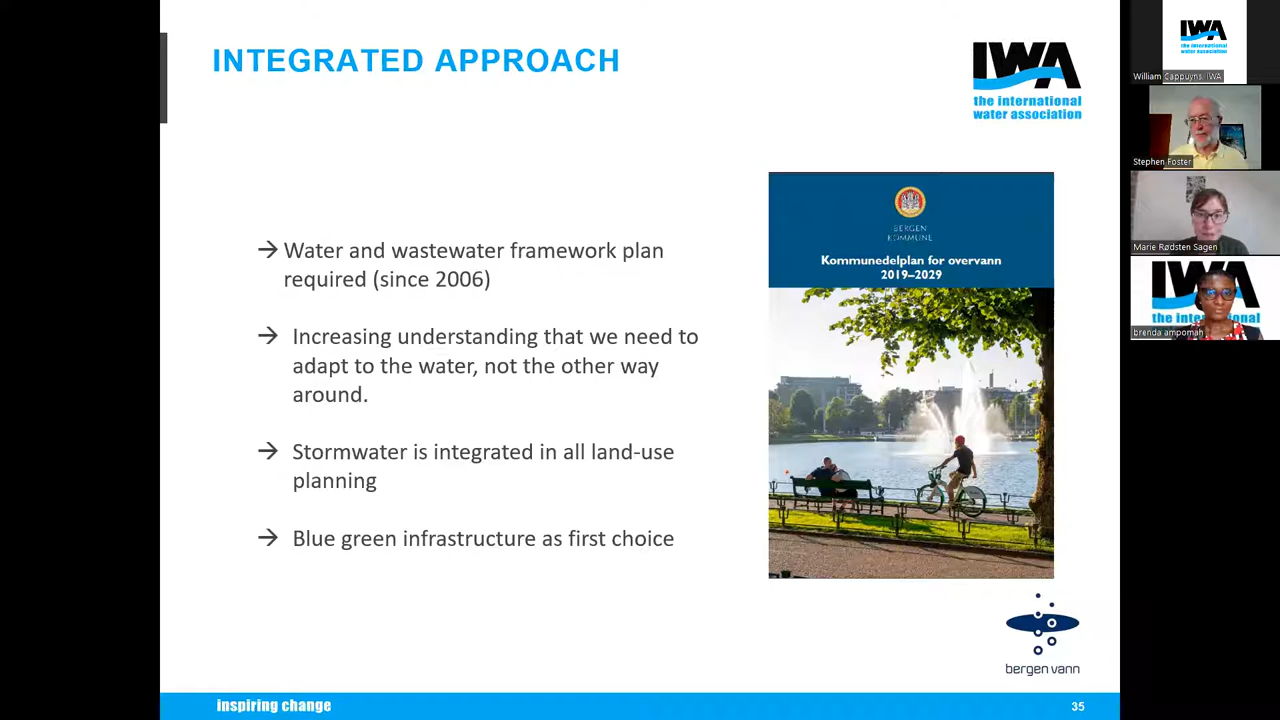 INTEGRATED APPROACH
IWA
the international
water association
→ Water and wastewater framework plan
required (since 2006)
→ Increasing understanding that we need to
adapt to the water, not the other way
around.
→ Stormwater is integrated in all land-use
planning
→ Blue green infrastructure as first choice
BERGEN
KOMMUNE
Kommunedelplan for overvann
2019–2029
bergen vann
inspiring change
35
IWA
the international
water association
William Cappuyns, IWA
Stephen Foster
Marie Rødsten Sagen
IWA
brenda ampomah